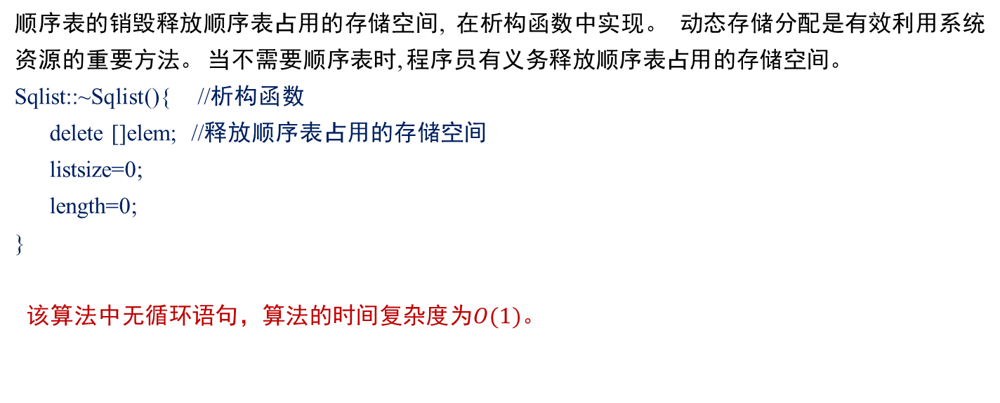 顺序表的销毁释放顺序表占用的存储空间, 在析构函数中实现。 动态存储分配是有效利用系统
资源的重要方法。 当不需要顺序表时,程序员有义务释放顺序表占用的存储空间。
Sqlist::~Sqlist(){ //析构函数
delete []elem; //释放顺序表占用的存储空间
listsize=0;
length=0;
}
该算法中无循环语句，算法的时间复杂度为O(1)。